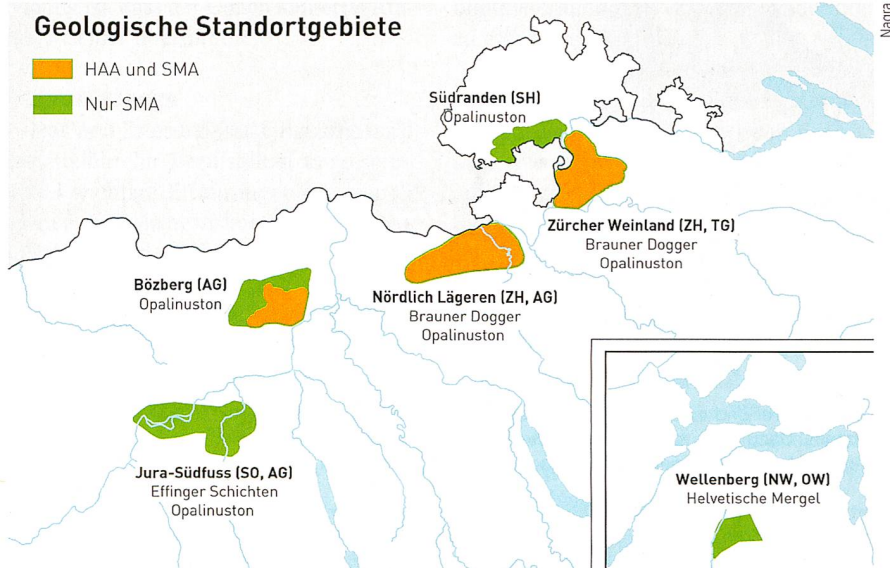 Geologische Standortgebiete
HAA und SMA
Nur SMA
Nagra
Südranden (SH)
Opalinuston
Zürcher Weinland (ZH, TG)
Brauner Dogger
Opalinuston
Bözberg (AG)
Opalinuston
Nördlich Lägeren (ZH, AG)
Brauner Dogger
Opalinuston
Jura-Südfuss (SO, AG)
Effinger Schichten
Opalinuston
Wellenberg (NW, OW)
Helvetische Mergel